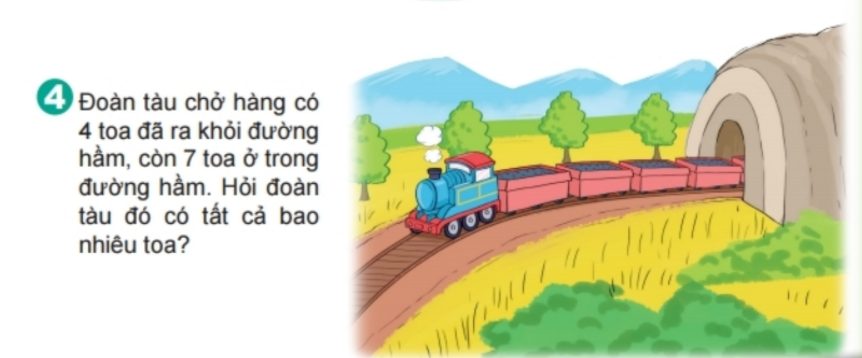 4 Đoàn tàu chở hàng có
4 toa đã ra khỏi đường
hầm, còn 7 toa ở trong
đường hầm. Hỏi đoàn
tàu đó có tất cả bao
nhiêu toa?